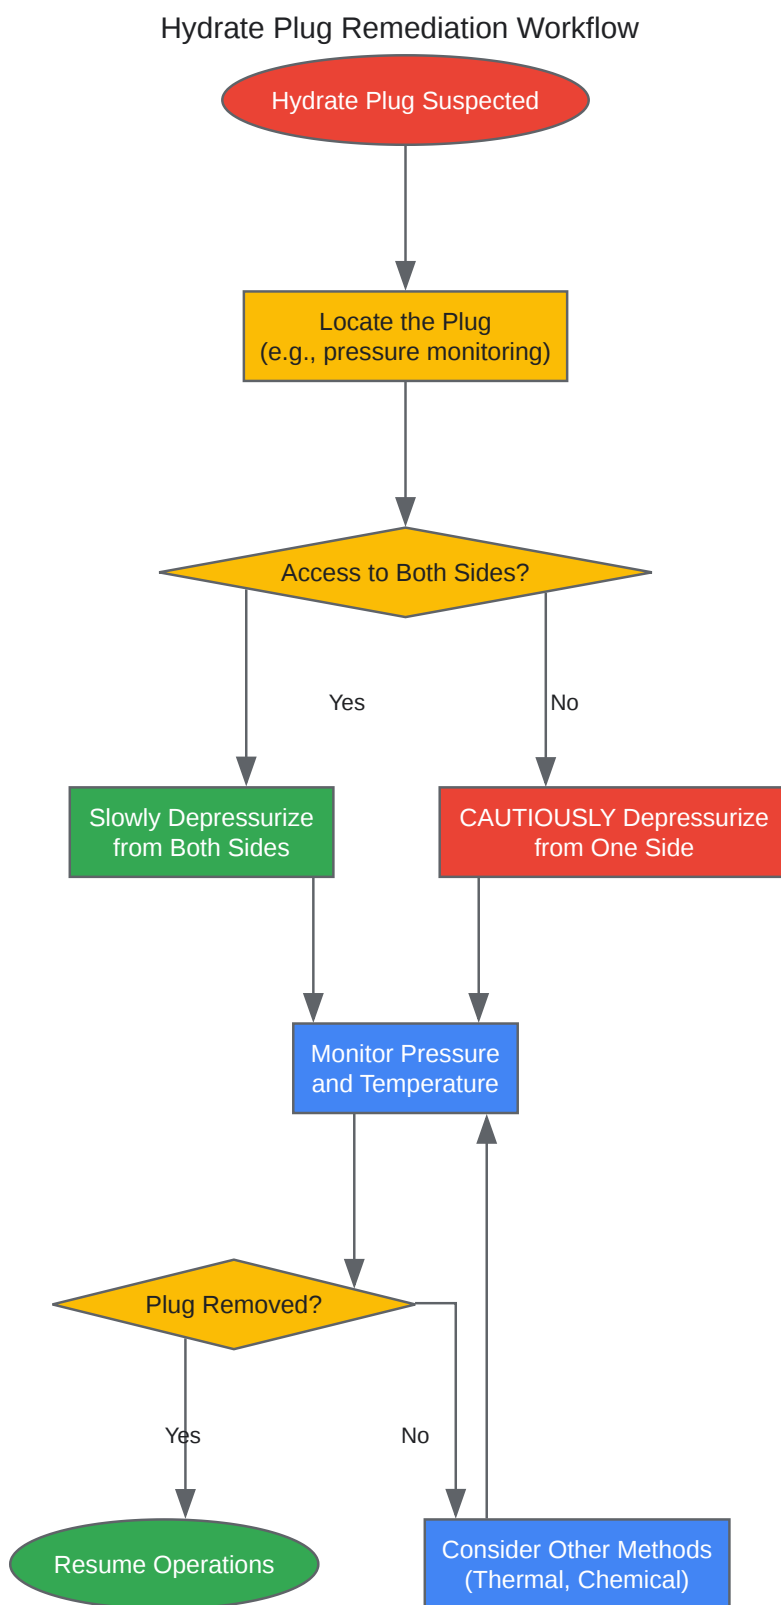 Hydrate Plug Remediation Workflow
Hydrate Plug Suspected
Locate the Plug
(e.g., pressure monitoring)
Access to Both Sides?
Yes
No
Slowly Depressurize
from Both Sides
CAUTIOUSLY Depressurize
from One Side
Monitor Pressure
and Temperature
Plug Removed?
Yes
No
Resume Operations
Consider Other Methods
(Thermal, Chemical)